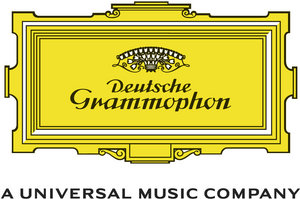 Deutsche
Grammophon
A UNIVERSAL MUSIC COMPANY